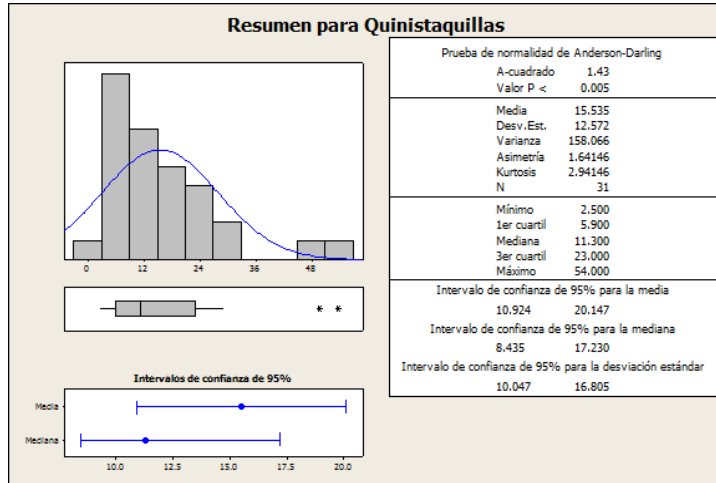 Resumen para Quinistaquillas
0 12 24 36 48
* *
Intervalos de confianza de 95%
Media
Mediana
10.0 12.5 15.0 17.5 20.0
Prueba de normalidad de Anderson-Darling
A-cuadrado 1.43
Valor P < 0.005
Media 15.535
Desv.Est. 12.572
Varianza 158.066
Asimetría 1.64146
Kurtosis 2.94146
N 31
Mínimo 2.500
1er cuartil 5.900
Mediana 11.300
3er cuartil 23.000
Máximo 54.000
Intervalo de confianza de 95% para la media
10.924 20.147
Intervalo de confianza de 95% para la mediana
8.435 17.230
Intervalo de confianza de 95% para la desviación estándar
10.047 16.805